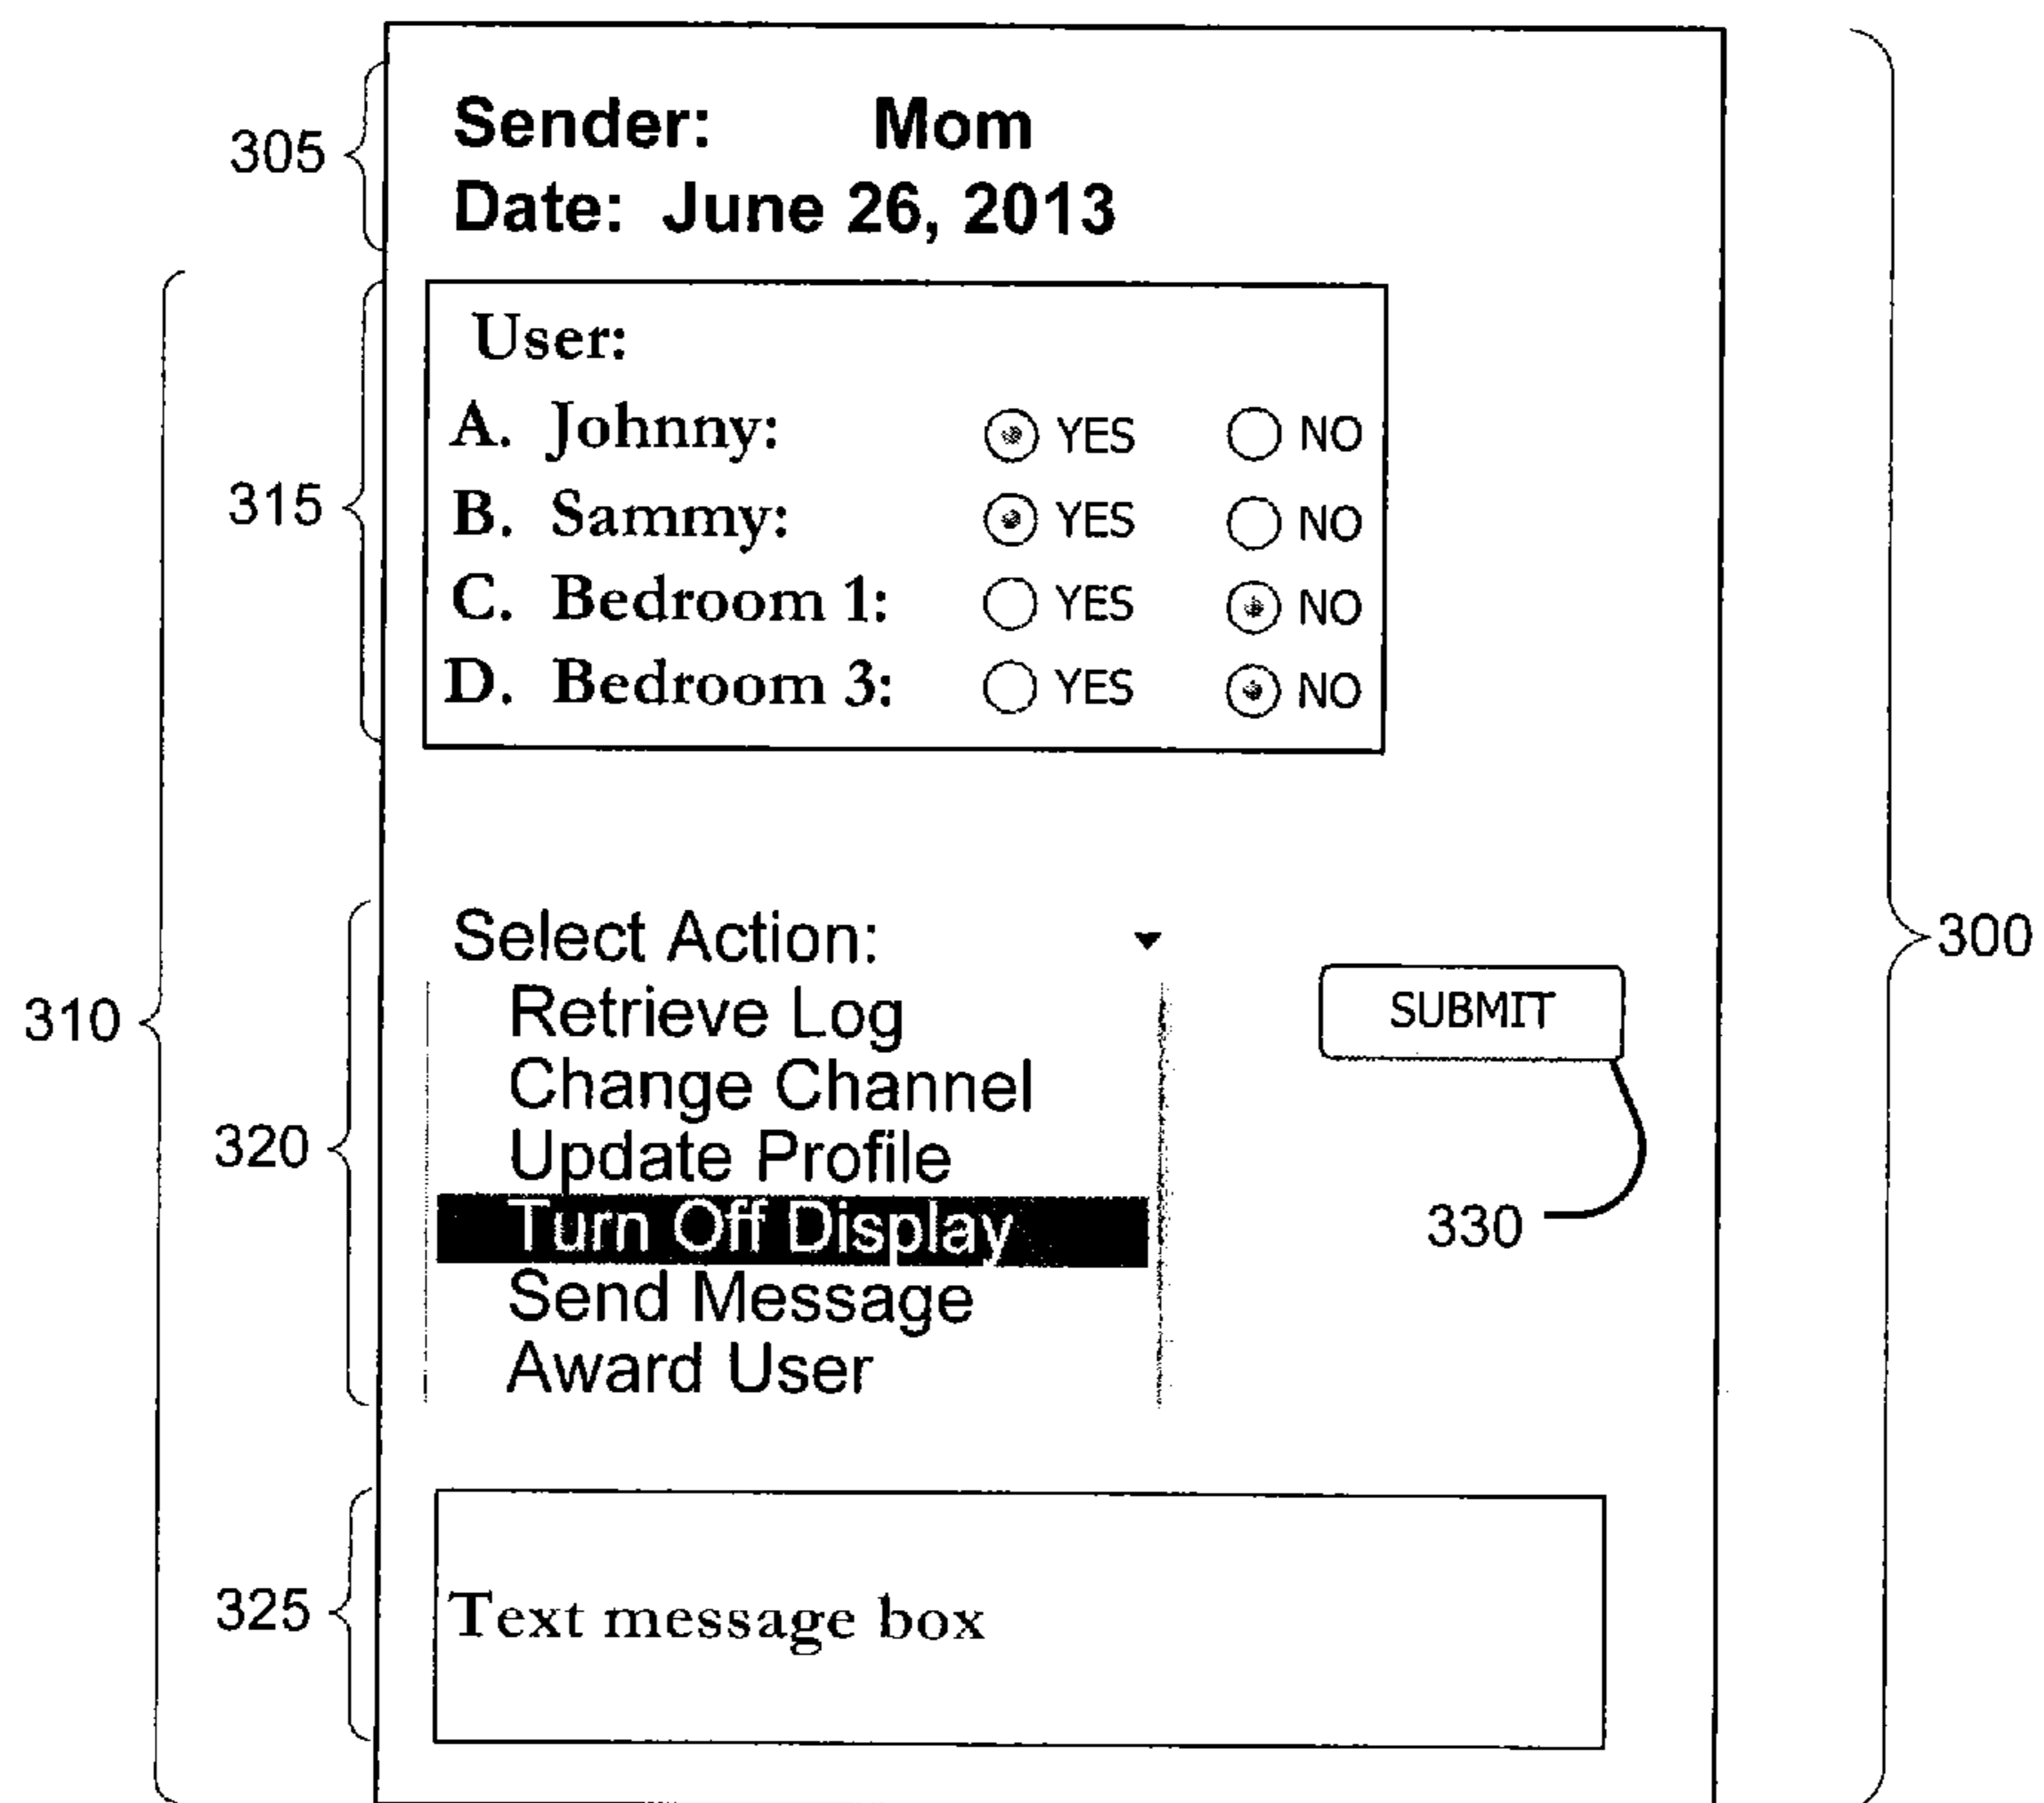 Sender: Mom
Date: June 26, 2013
305
User:
A. Johnny: YES NO
B. Sammy: YES NO
C. Bedroom 1: YES NO
D. Bedroom 3: YES NO
315
310
300
Select Action:
Retrieve Log
Change Channel
Update Profile
Turn Off Display
Send Message
Award User
320
SUBMIT
330
Text message box
325